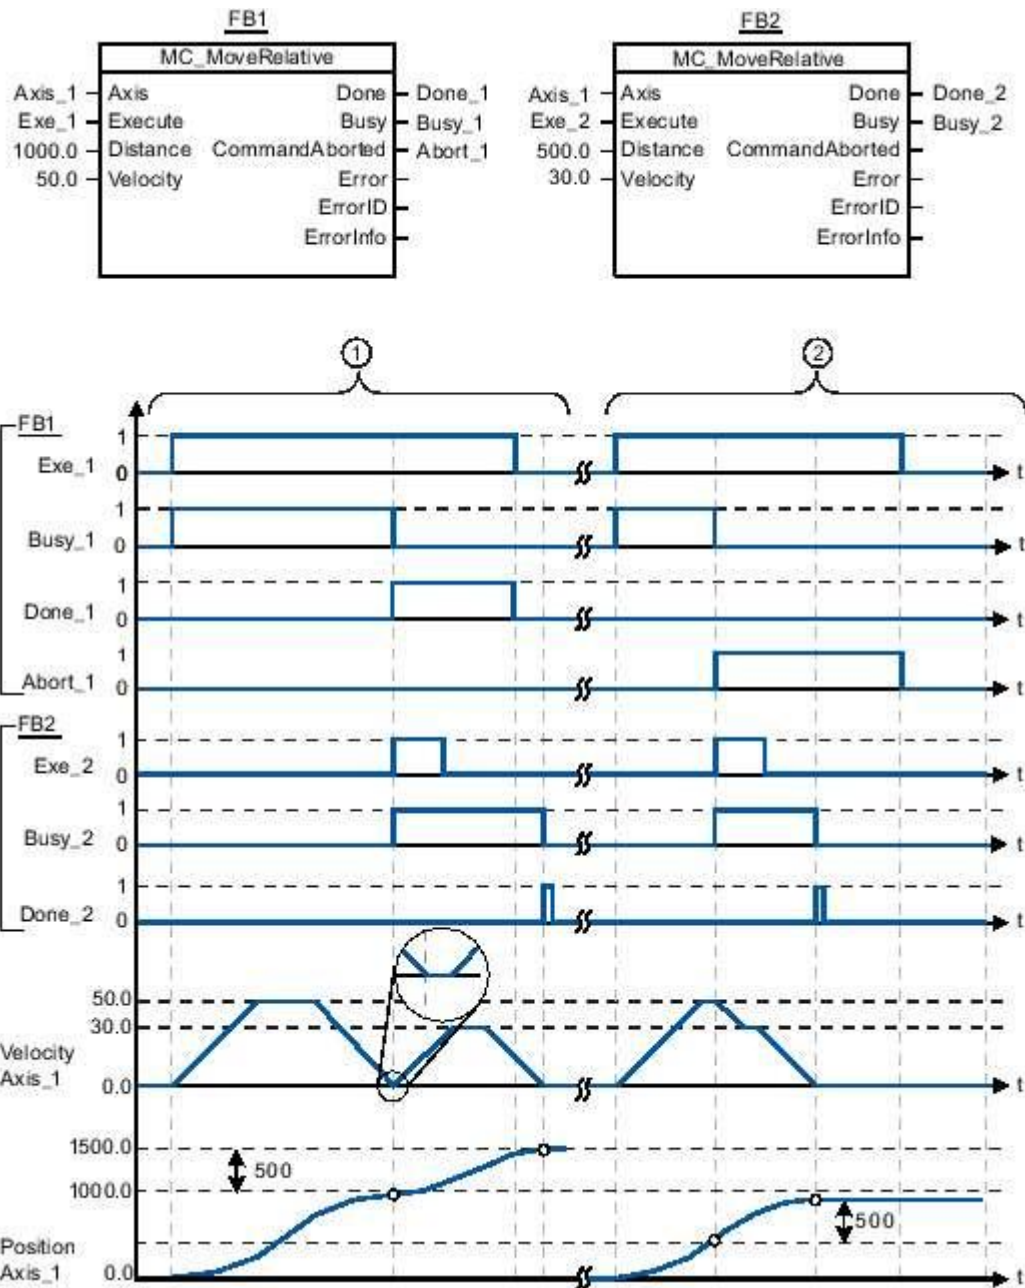 FB1
MC_MoveRelative
Axis_1 Axis Done Done_1
Exe_1 Execute Busy Busy_1
1000.0 Distance CommandAborted Abort_1
50.0 Velocity Error
ErrorID
ErrorInfo
FB2
MC_MoveRelative
Axis_1 Axis Done Done_2
Exe_2 Execute Busy Busy_2
500.0 Distance CommandAborted
30.0 Velocity Error
ErrorID
ErrorInfo
1 2
FB1
1
Exe_1 0 t
1
Busy_1 0 t
1
Done_1 0 t
1
Abort_1 0 t
FB2
1
Exe_2 0 t
1
Busy_2 0 t
1
Done_2 0 t
50.0
30.0
Velocity
Axis_1 0.0 t
1500.0
500
1000.0
500
Position
Axis_1 0.0 t